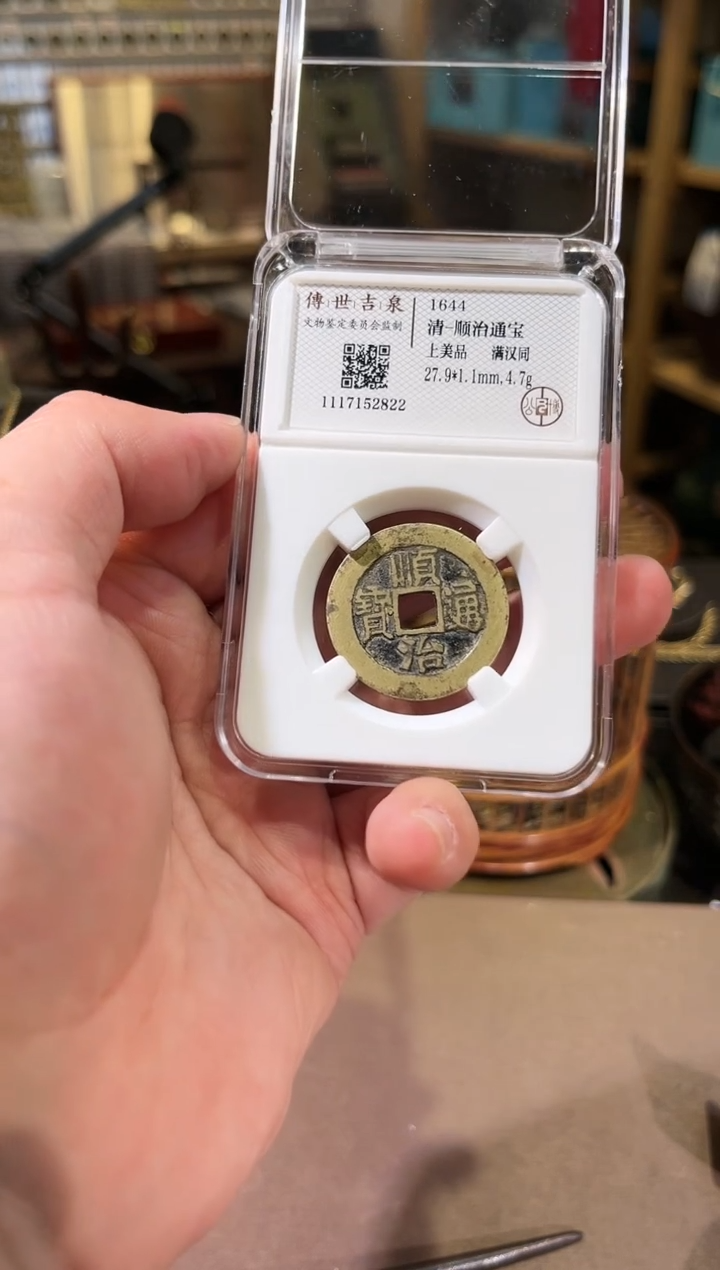 傳世吉泉
文物鉴定委员会监制
1117152822
1644
清-顺治通宝
上美品 满汉同
27.9*1.1mm,4.7g
順
寶 通
治